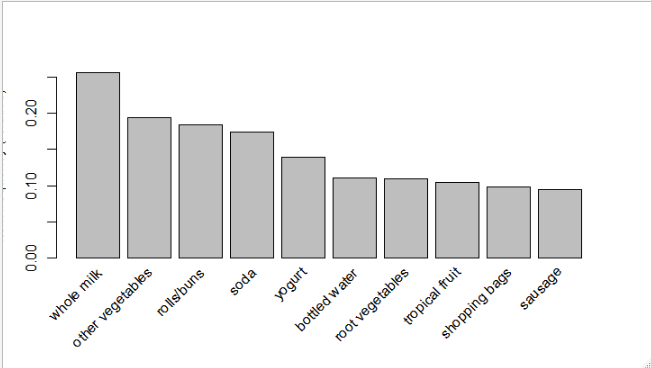 0.20
0.10
0.00
whole milk
other vegetables
rolls/buns
soda
yogurt
bottled water
root vegetables
tropical fruit
shopping bags
sausage